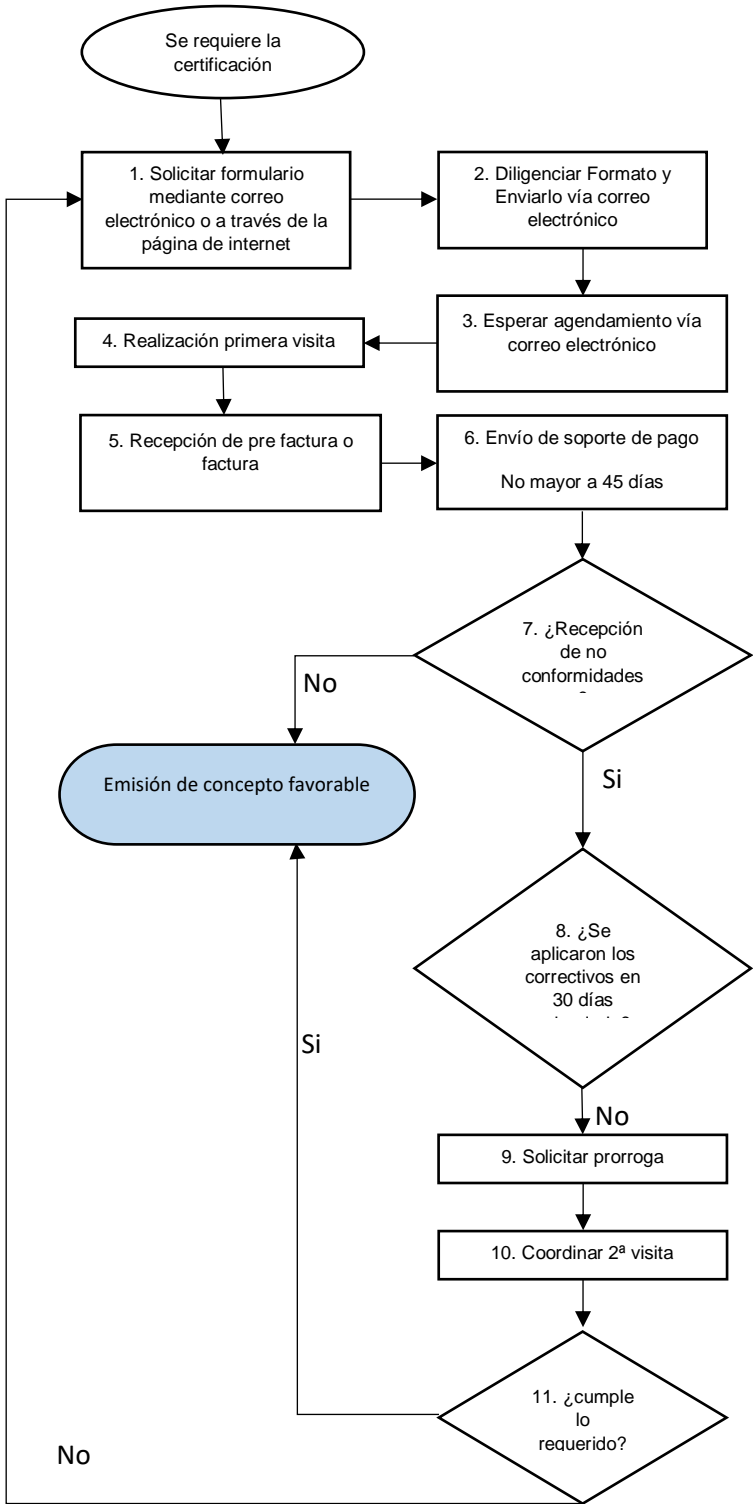 Se requiere la
certificación
1. Solicitar formulario
mediante correo
electrónico o a través de la
página de internet
2. Diligenciar Formato y
Enviarlo vía correo
electrónico
3. Esperar agendamiento vía
correo electrónico
4. Realización primera visita
5. Recepción de pre factura o
factura
6. Envío de soporte de pago
No mayor a 45 días
7. ¿Recepción
de no
conformidades
No
Si
Emisión de concepto favorable
8. ¿Se
aplicaron los
correctivos en
30 días
Si
No
9. Solicitar prorroga
10. Coordinar 2ª visita
11. ¿cumple
lo
requerido?
No